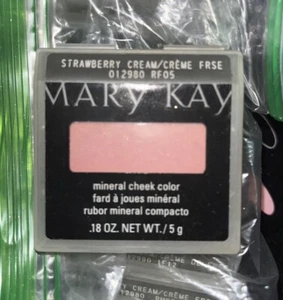 STRAWBERRY CREAM/CRÈME FRSE
012980 RF05
MARY KAY
mineral cheek color
fard à joues minéral
rubor mineral compacto
.18 OZ. NET WT./5 g